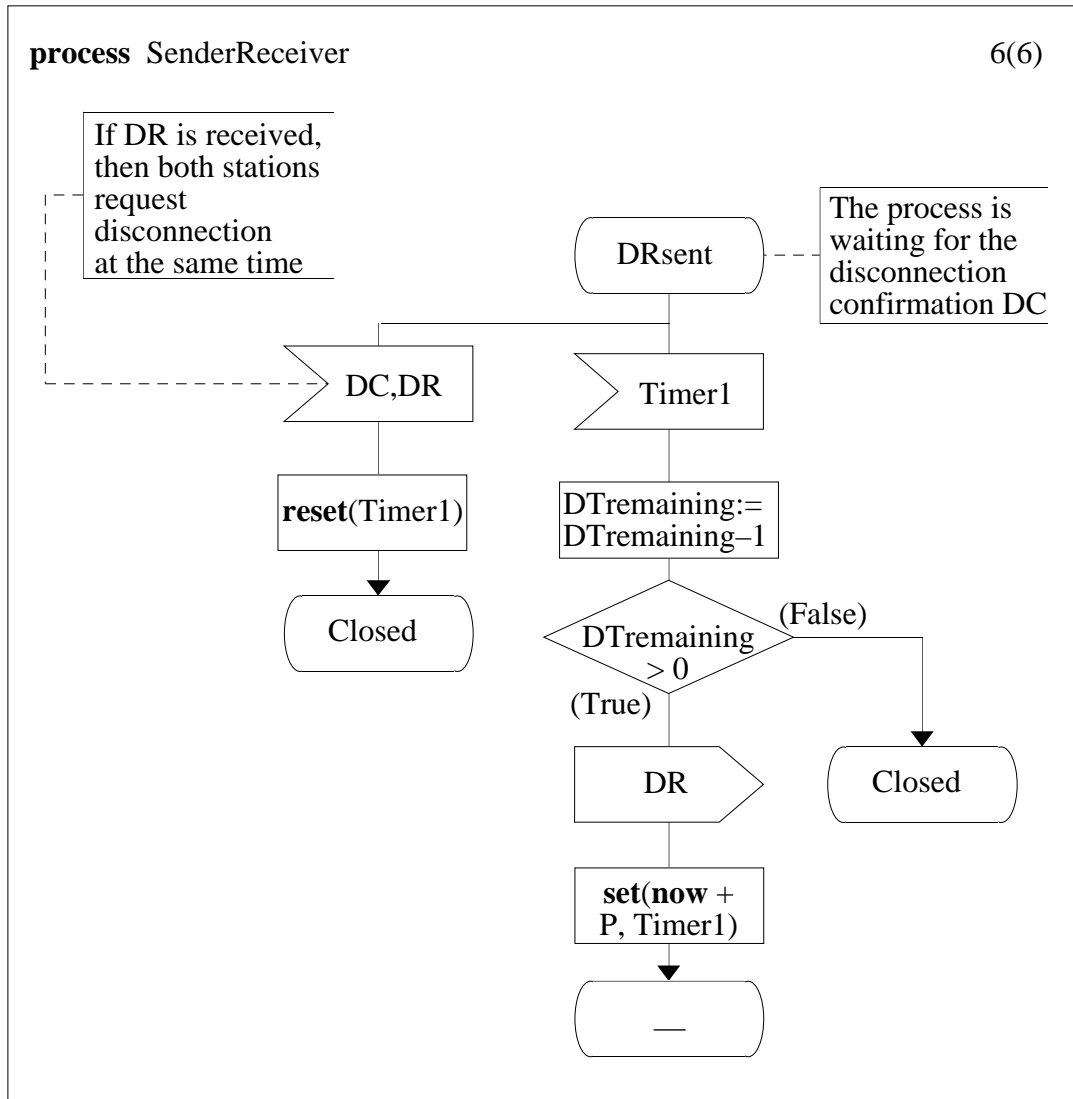 process SenderReceiver 6(6)
If DR is received,
then both stations
request
disconnection
at the same time
DRsent
The process is
waiting for the
disconnection
confirmation DC
DC,DR
Timer1
reset(Timer1)
DTremaining:=
DTremaining–1
Closed
DTremaining
> 0
(False)
(True)
DR
Closed
set(now +
P, Timer1)
—